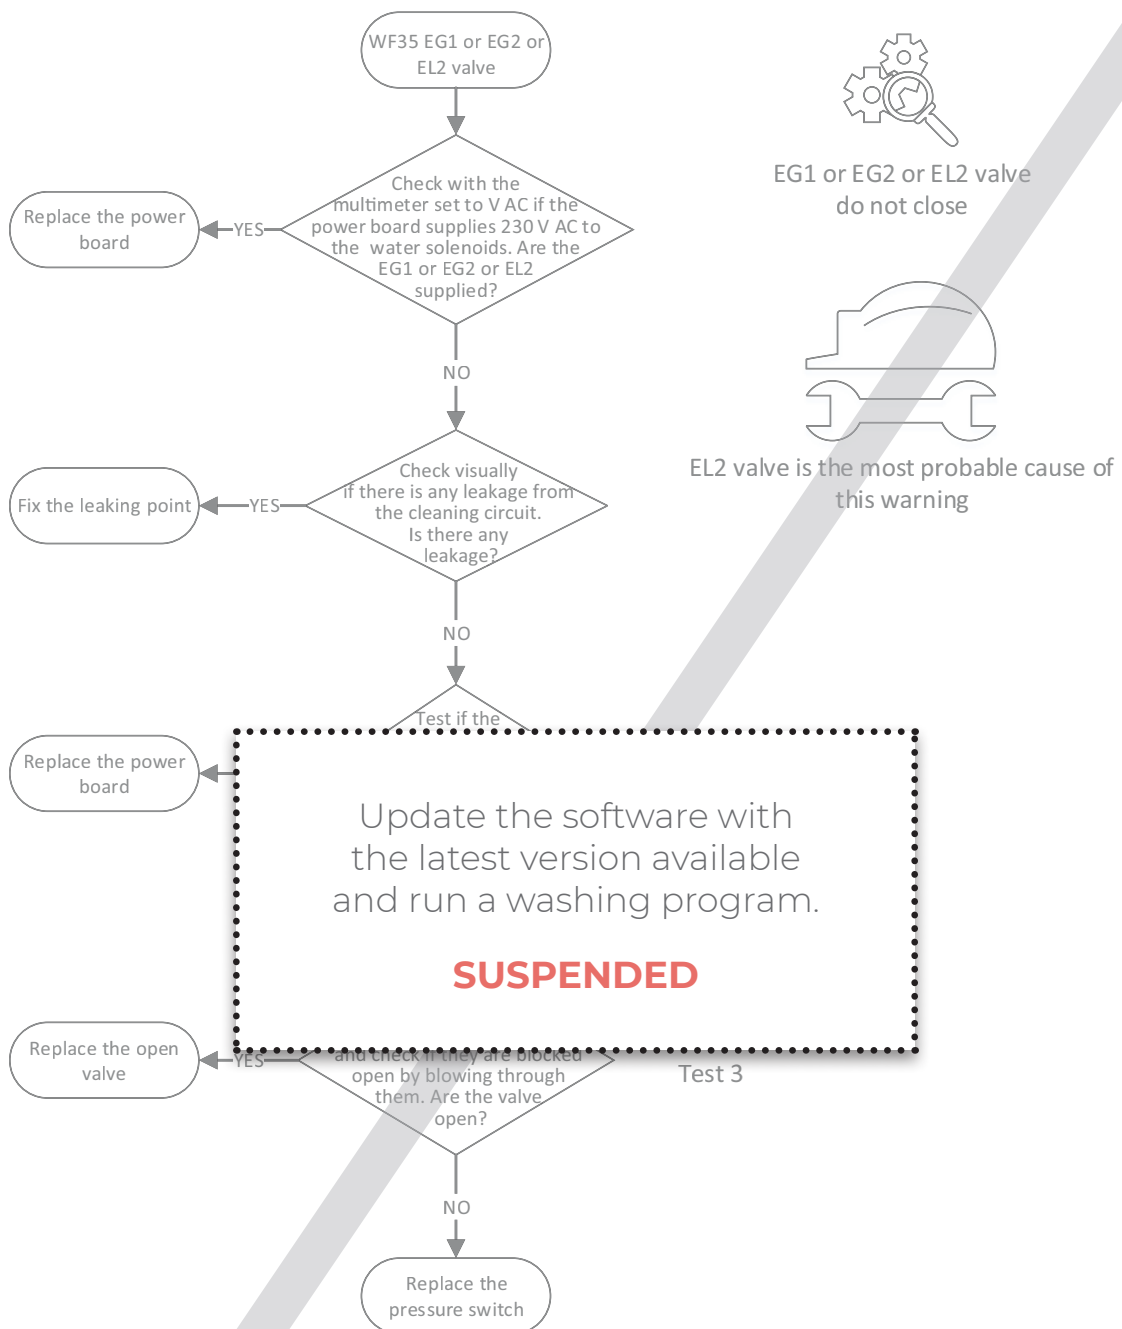 WF35 EG1 or EG2 or
EL2 valve
EG1 or EG2 or EL2 valve
do not close
Check with the
multimeter set to V AC if the
power board supplies 230 V AC to
the water solenoids. Are the
EG1 or EG2 or EL2
supplied?
YES
Replace the power
board
NO
EL2 valve is the most probable cause of
this warning
Check visually
if there is any leakage from
the cleaning circuit.
Is there any
leakage?
YES
Fix the leaking point
NO
Test if the
Replace the power
board
Update the software with
the latest version available
and run a washing program.
SUSPENDED
Replace the open
valve
YES
and check if they are blocked
open by blowing through
them. Are the valve
open?
Test 3
NO
Replace the
pressure switch